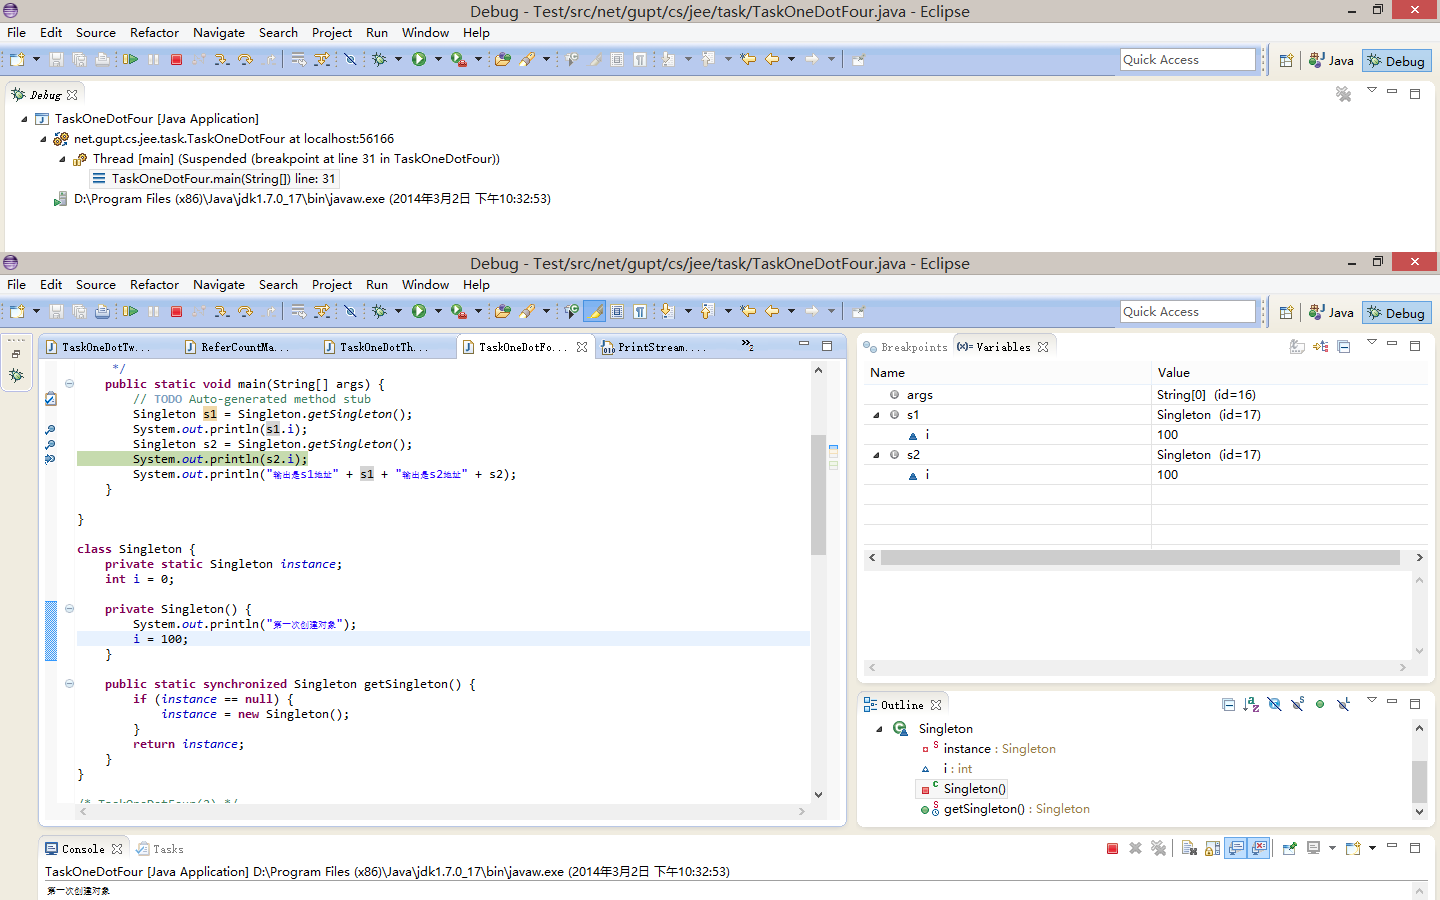 Debug - Test/src/net/gupt/cs/jee/task/TaskOneDotFour.java - Eclipse
File Edit Source Refactor Navigate Search Project Run Window Help
Quick Access
Java
Debug
Debug
TaskOneDotFour [Java Application]
net.gupt.cs.jee.task.TaskOneDotFour at localhost:56166
Thread [main] (Suspended (breakpoint at line 31 in TaskOneDotFour))
TaskOneDotFour.main(String[]) line: 31
D:\Program Files (x86)\Java\jdk1.7.0_17\bin\javaw.exe (2014年3月2日 下午10:32:53)
Debug - Test/src/net/gupt/cs/jee/task/TaskOneDotFour.java - Eclipse
File Edit Source Refactor Navigate Search Project Run Window Help
Quick Access
Java
Debug
TaskOneDotTw... ReferCountMa... TaskOneDotTh... TaskOneDotFo... PrintStream.... »2
*/
public static void main(String[] args) {
// TODO Auto-generated method stub
Singleton s1 = Singleton.getSingleton();
System.out.println(s1.i);
Singleton s2 = Singleton.getSingleton();
System.out.println(s2.i);
System.out.println("输出是s1地址" + s1 + "输出是s2地址" + s2);
}
}
class Singleton {
private static Singleton instance;
int i = 0;
private Singleton() {
System.out.println("第一次创建对象");
i = 100;
}
public static synchronized Singleton getSingleton() {
if (instance == null) {
instance = new Singleton();
}
return instance;
}
}
/* TaskOneDotFour(2) */
Breakpoints (x)= Variables
Name Value
args String[0] (id=16)
s1 Singleton (id=17)
i 100
s2 Singleton (id=17)
i 100
Outline
Singleton
instance : Singleton
i : int
Singleton()
getSingleton() : Singleton
Console Tasks
TaskOneDotFour [Java Application] D:\Program Files (x86)\Java\jdk1.7.0_17\bin\javaw.exe (2014年3月2日 下午10:32:53)
第一次创建对象